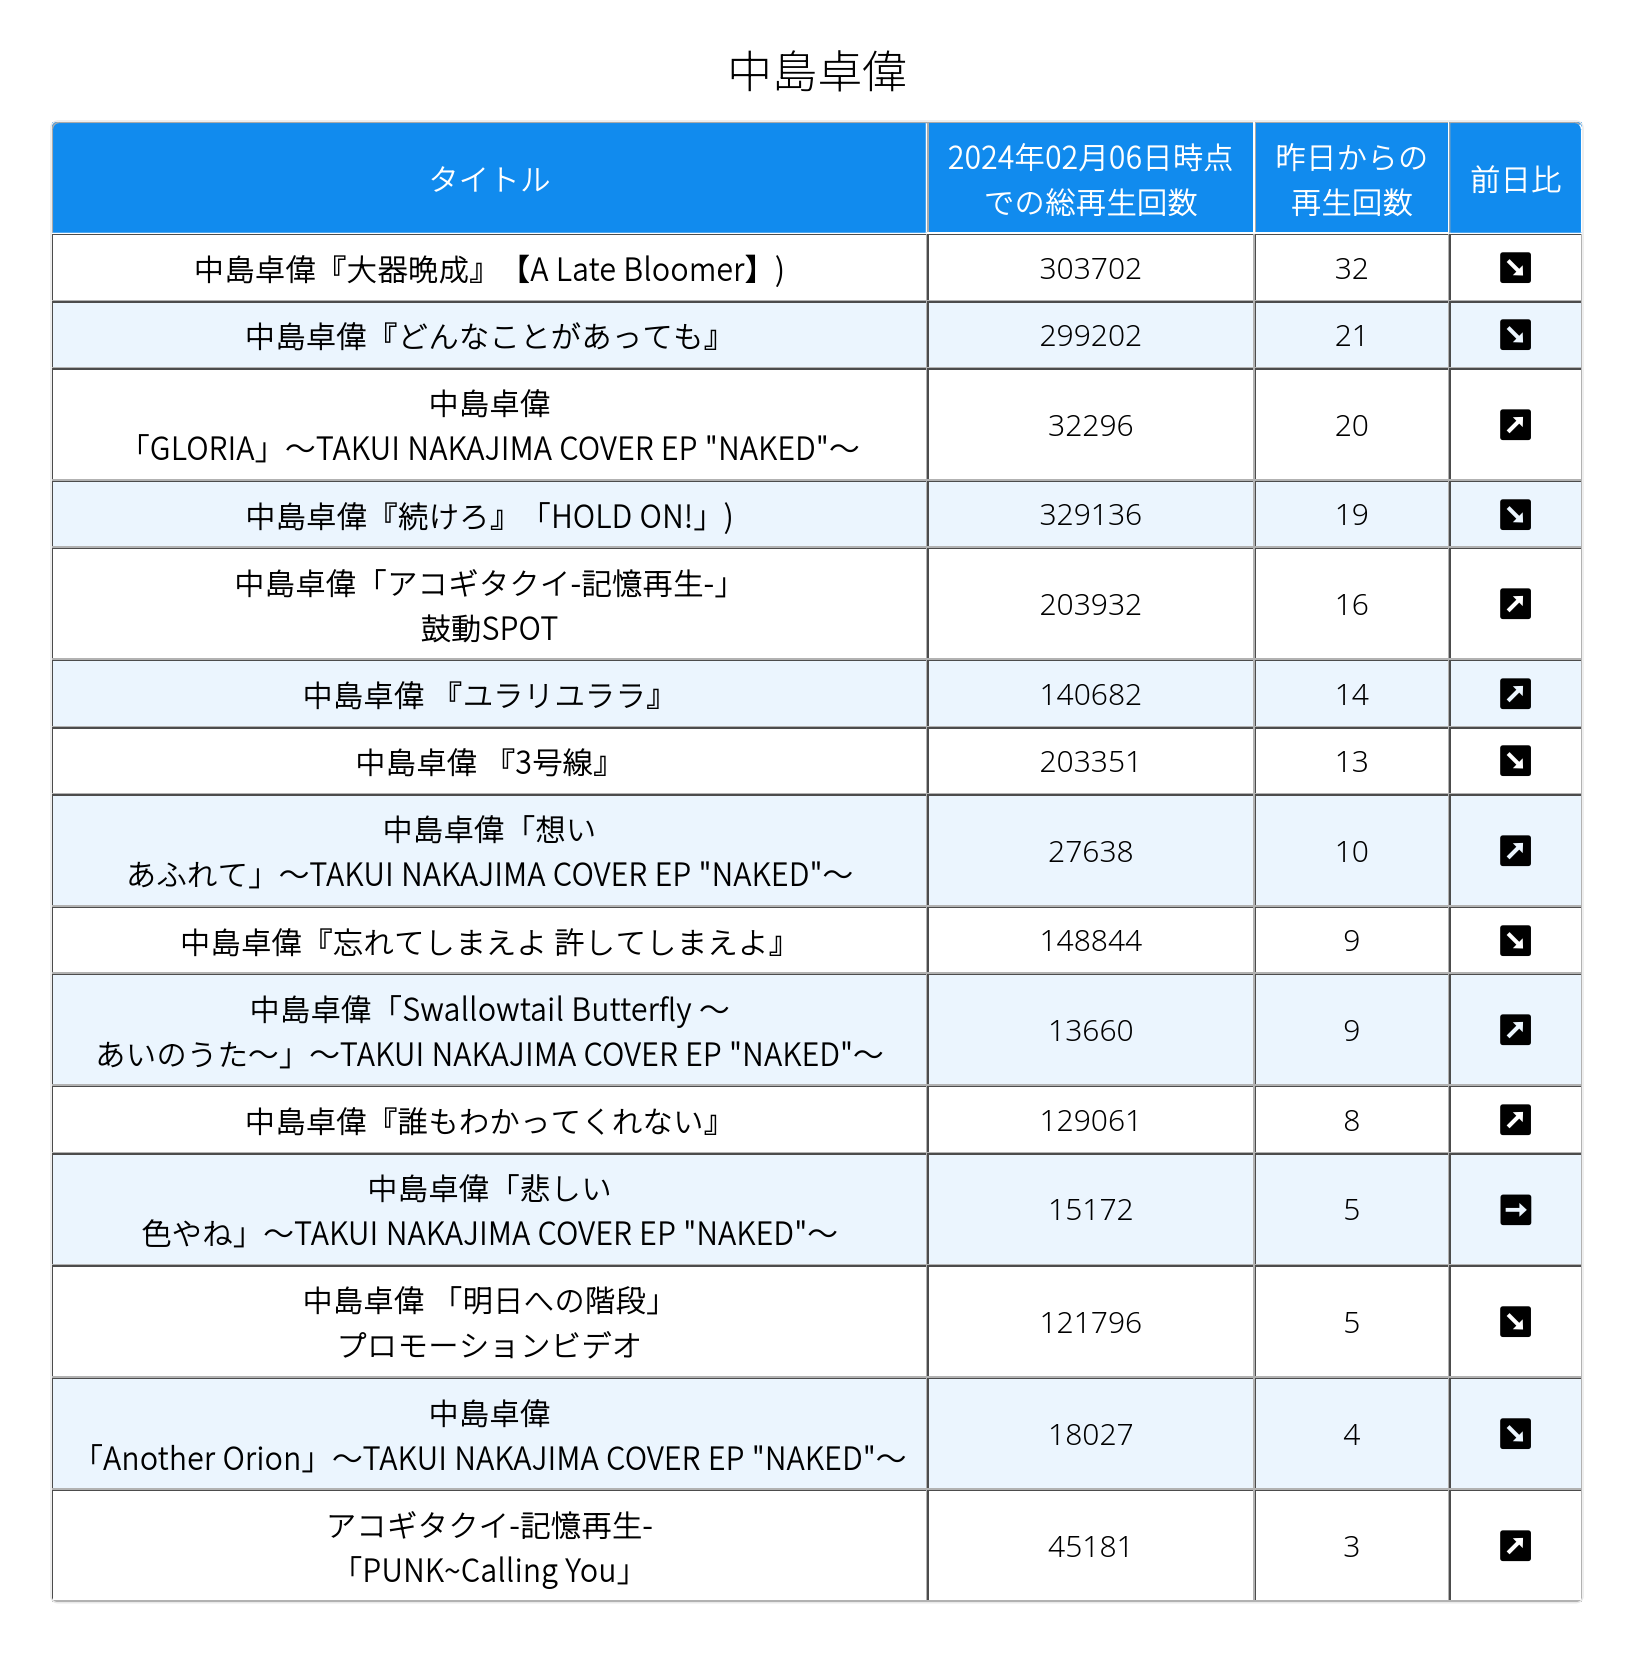 中島卓偉
タイトル
2024年02月06日時点
での総再生回数
昨日からの
再生回数
前日比
中島卓偉『大器晩成』【A Late Bloomer】)
303702
32
中島卓偉『どんなことがあっても』
299202
21
中島卓偉
「GLORIA」～TAKUI NAKAJIMA COVER EP "NAKED"～
32296
20
中島卓偉『続けろ』「HOLD ON!」)
329136
19
中島卓偉「アコギタクイ-記憶再生-」
鼓動SPOT
203932
16
中島卓偉 『ユラリユララ』
140682
14
中島卓偉 『3号線』
203351
13
中島卓偉「想い
あふれて」～TAKUI NAKAJIMA COVER EP "NAKED"～
27638
10
中島卓偉『忘れてしまえよ 許してしまえよ』
148844
9
中島卓偉「Swallowtail Butterfly ～
あいのうた～」～TAKUI NAKAJIMA COVER EP "NAKED"～
13660
9
中島卓偉『誰もわかってくれない』
129061
8
中島卓偉「悲しい
色やね」～TAKUI NAKAJIMA COVER EP "NAKED"～
15172
5
中島卓偉 「明日への階段」
プロモーションビデオ
121796
5
中島卓偉
「Another Orion」～TAKUI NAKAJIMA COVER EP "NAKED"～
18027
4
アコギタクイ-記憶再生-
「PUNK~Calling You」
45181
3